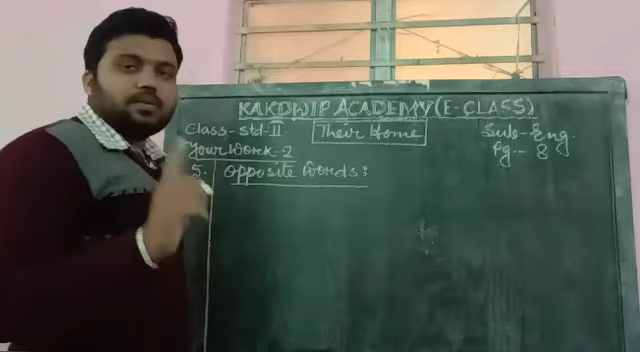 KAKDWIP ACADEMY (E-CLASS)
Class - Std - II Their Home Sub - Eng.
Your Work - 2 Pg - 8
5. Opposite Words: